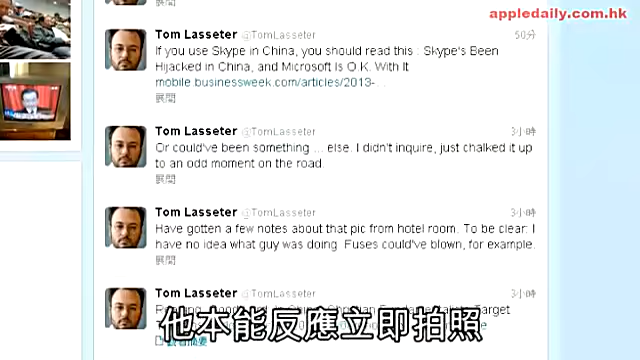 appledaily.com.hk
展開
Tom Lasseter @TomLasseter 50分
If you use Skype in China, you should read this : Skype's Been
Hijacked in China, and Microsoft Is O.K. With It
mobile.businessweek.com/articles/2013-...
展開
Tom Lasseter @TomLasseter 3小時
Or could've been something ... else. I didn't inquire, just chalked it up
to an odd moment on the road.
展開
Tom Lasseter @TomLasseter 3小時
Have gotten a few notes about that pic from hotel room. To be clear: I
have no idea what guy was doing. Fuses could've blown, for example.
展開
Tom Lasseter @TomLasseter 3小時
Target
他本能反應立即拍照